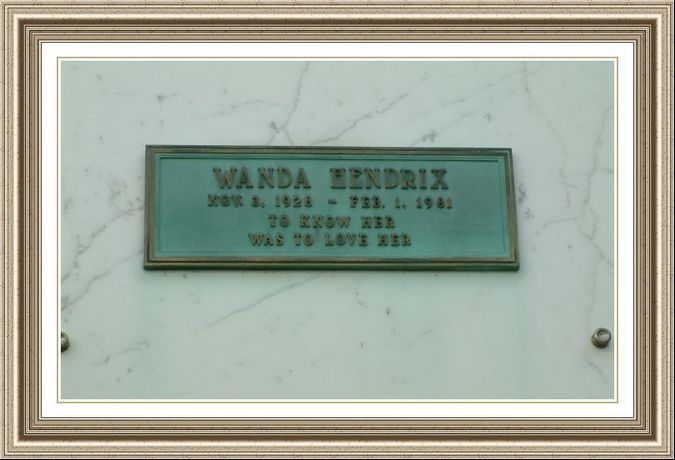 WANDA HENDRIX
NOV. 3, 1928 - FEB. 1, 1981
TO KNOW HER
WAS TO LOVE HER